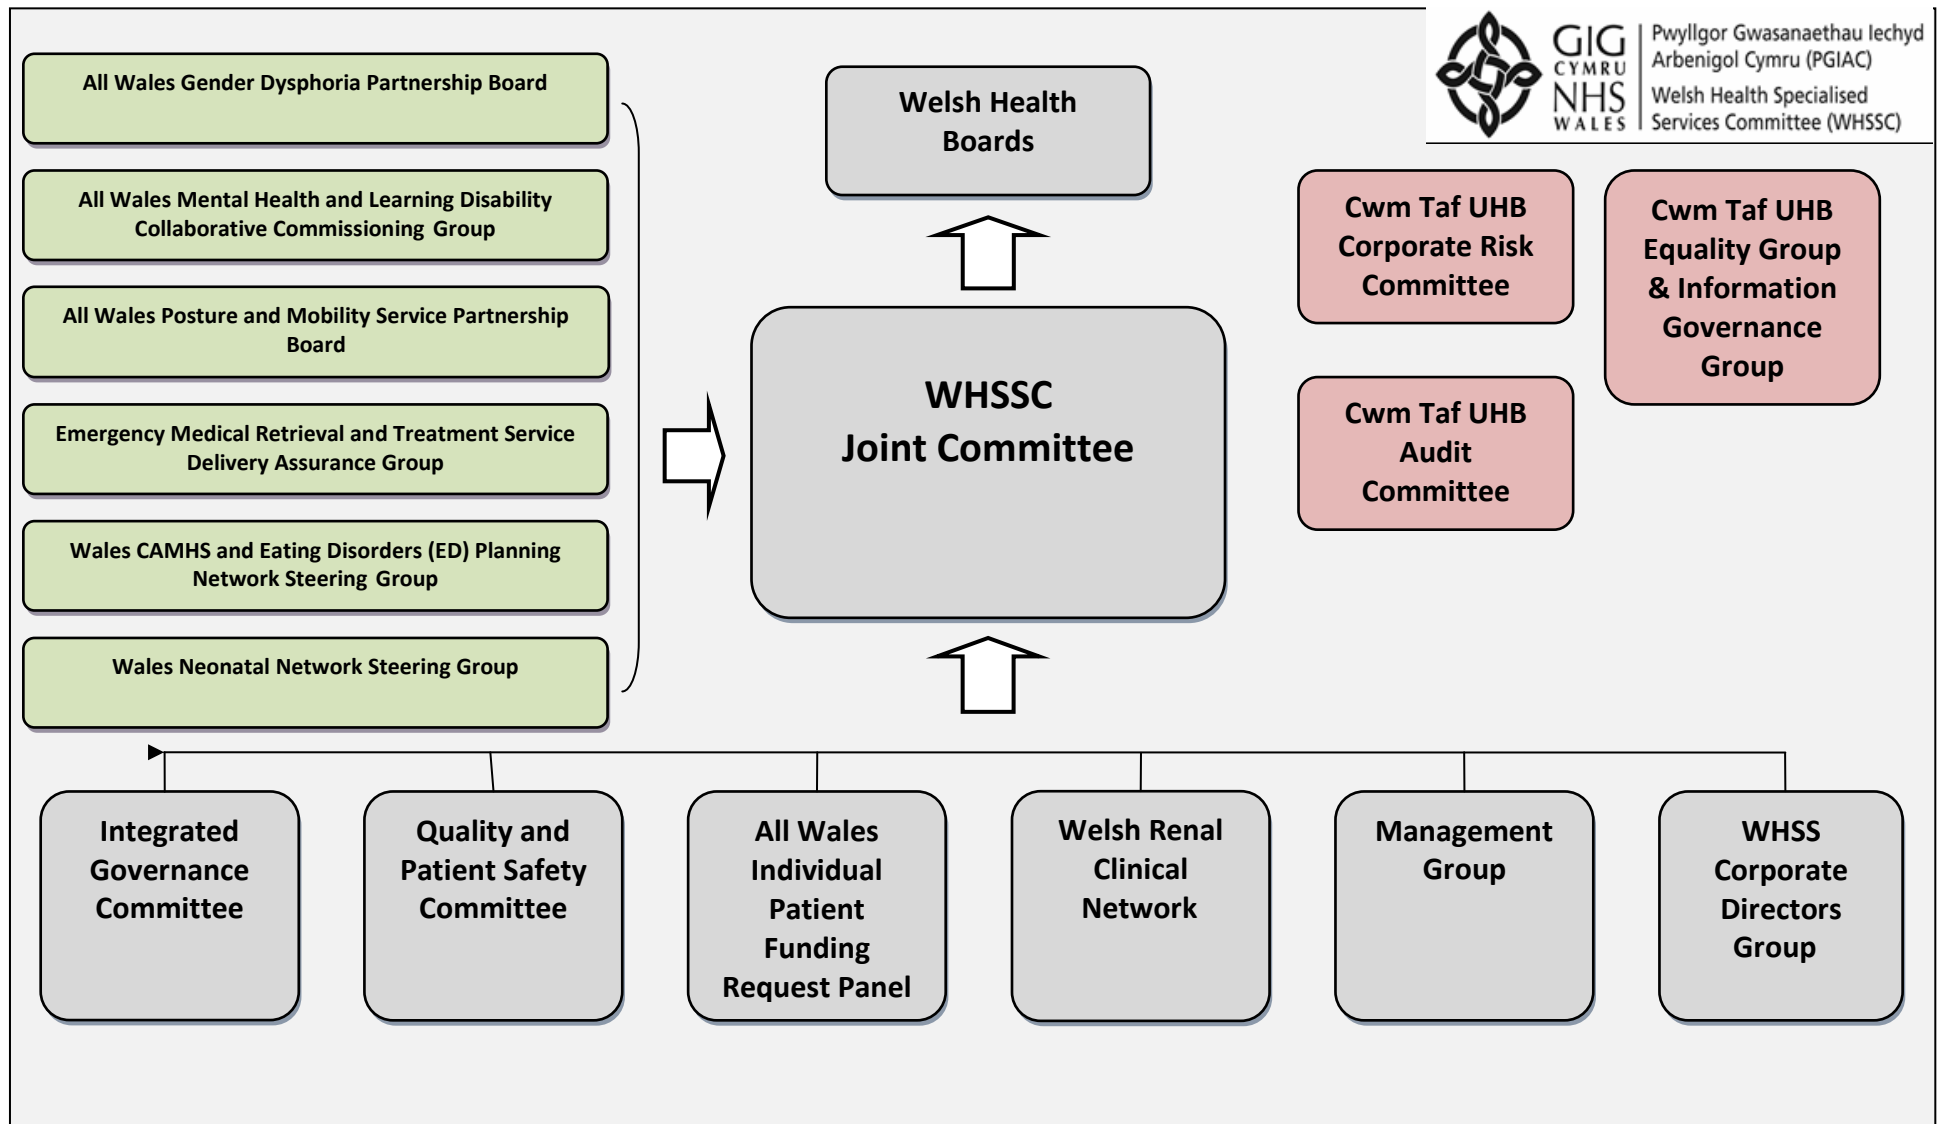 GIG
CYMRU
NHS
WALES
Pwyllgor Gwasanaethau Iechyd
Arbenigol Cymru (PGIAC)
Welsh Health Specialised
Services Committee (WHSSC)
All Wales Gender Dysphoria Partnership Board
All Wales Mental Health and Learning Disability
Collaborative Commissioning Group
All Wales Posture and Mobility Service Partnership
Board
Emergency Medical Retrieval and Treatment Service
Delivery Assurance Group
Wales CAMHS and Eating Disorders (ED) Planning
Network Steering Group
Wales Neonatal Network Steering Group
Welsh Health
Boards
WHSSC
Joint Committee
Cwm Taf UHB
Corporate Risk
Committee
Cwm Taf UHB
Equality Group
& Information
Governance
Group
Cwm Taf UHB
Audit
Committee
Integrated
Governance
Committee
Quality and
Patient Safety
Committee
All Wales
Individual
Patient
Funding
Request Panel
Welsh Renal
Clinical
Network
Management
Group
WHSS
Corporate
Directors
Group